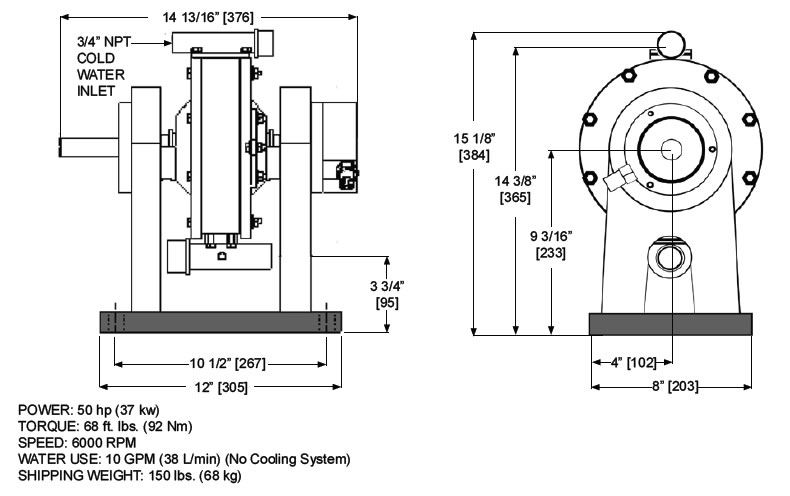 14 13/16” [376]
3/4” NPT
COLD
WATER
INLET
3 3/4”
[95]
10 1/2” [267]
12” [305]
15 1/8”
[384]
14 3/8”
[365]
9 3/16”
[233]
4” [102]
8” [203]
POWER: 50 hp (37 kw)
TORQUE: 68 ft. lbs. (92 Nm)
SPEED: 6000 RPM
WATER USE: 10 GPM (38 L/min) (No Cooling System)
SHIPPING WEIGHT: 150 lbs. (68 kg)